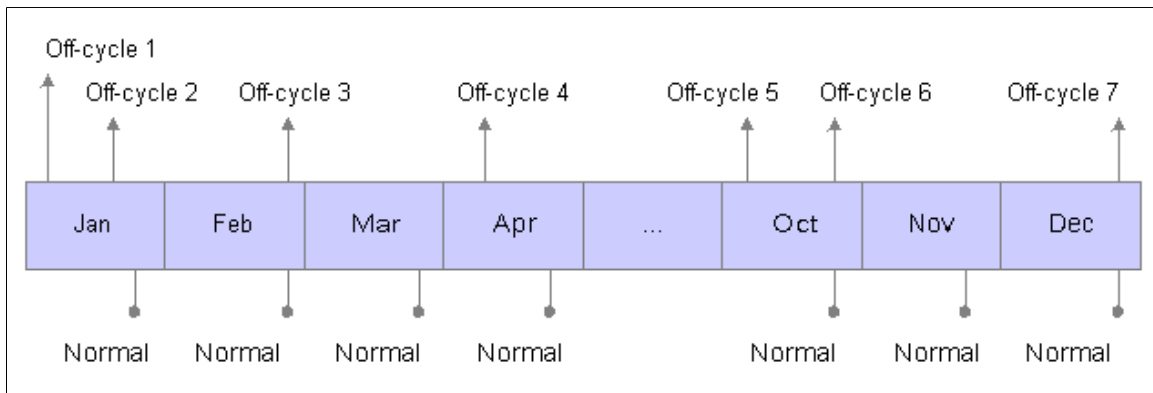 Off-cycle 1
Off-cycle 2 Off-cycle 3 Off-cycle 4 Off-cycle 5 Off-cycle 6 Off-cycle 7
Jan Feb Mar Apr ... Oct Nov Dec
Normal Normal Normal Normal Normal Normal Normal